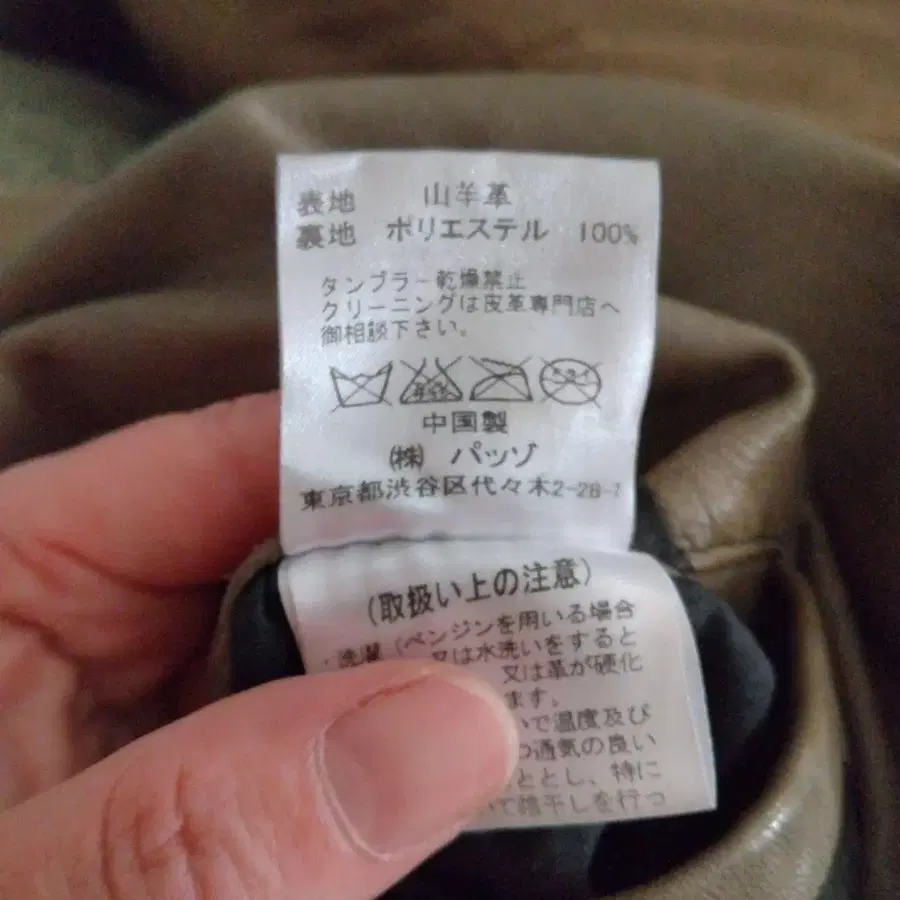 表地 山羊革
裏地 ポリエステル 100%
タンブラー乾燥禁止
クリーニングは皮革専門店へ
御相談下さい。
中国製
(株) パッゾ
東京都渋谷区代々木2-28-7
(取扱い上の注意)
・洗濯(ベンジンを用いる場合
又は水洗いをすると
又は革が硬化
ます。
で温度及び
つ通気の良い
ととし、特に
いて陰干しを行っ